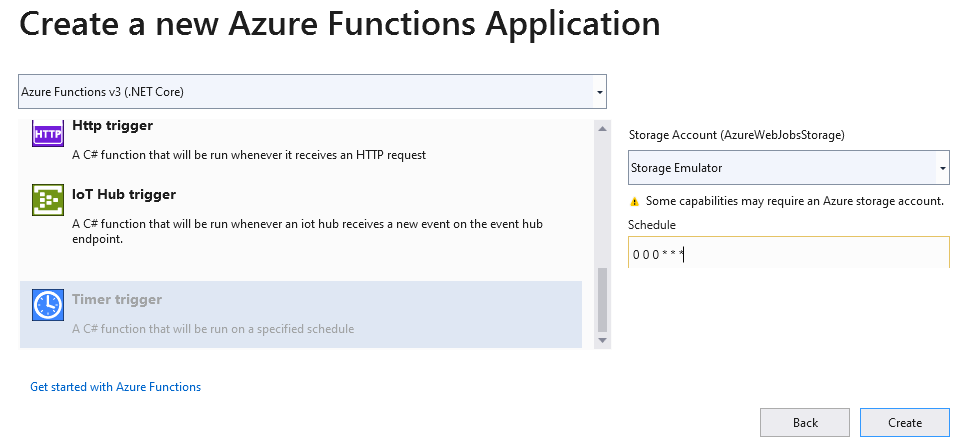 Create a new Azure Functions Application
Azure Functions v3 (.NET Core)
HTTP
Http trigger
A C# function that will be run whenever it receives an HTTP request
IoT Hub trigger
A C# function that will be run whenever an iot hub receives a new event on the event hub
endpoint.
Timer trigger
A C# function that will be run on a specified schedule
Storage Account (AzureWebJobsStorage)
Storage Emulator
Some capabilities may require an Azure storage account.
Schedule
0 0 0 * * *
Get started with Azure Functions
Back
Create